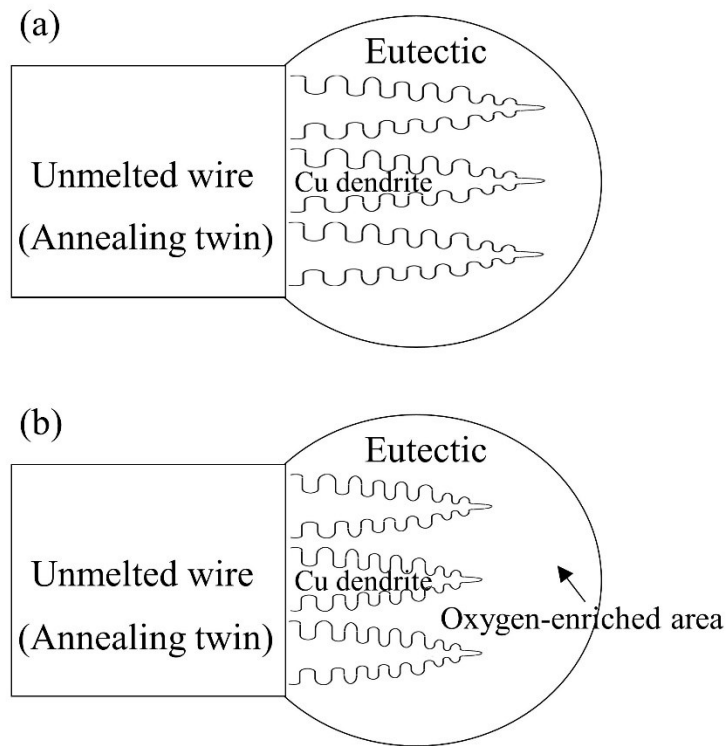 (a)
Eutectic
Unmelted wire
(Annealing twin)
Cu dendrite
(b)
Eutectic
Unmelted wire
(Annealing twin)
Cu dendrite
Oxygen-enriched area